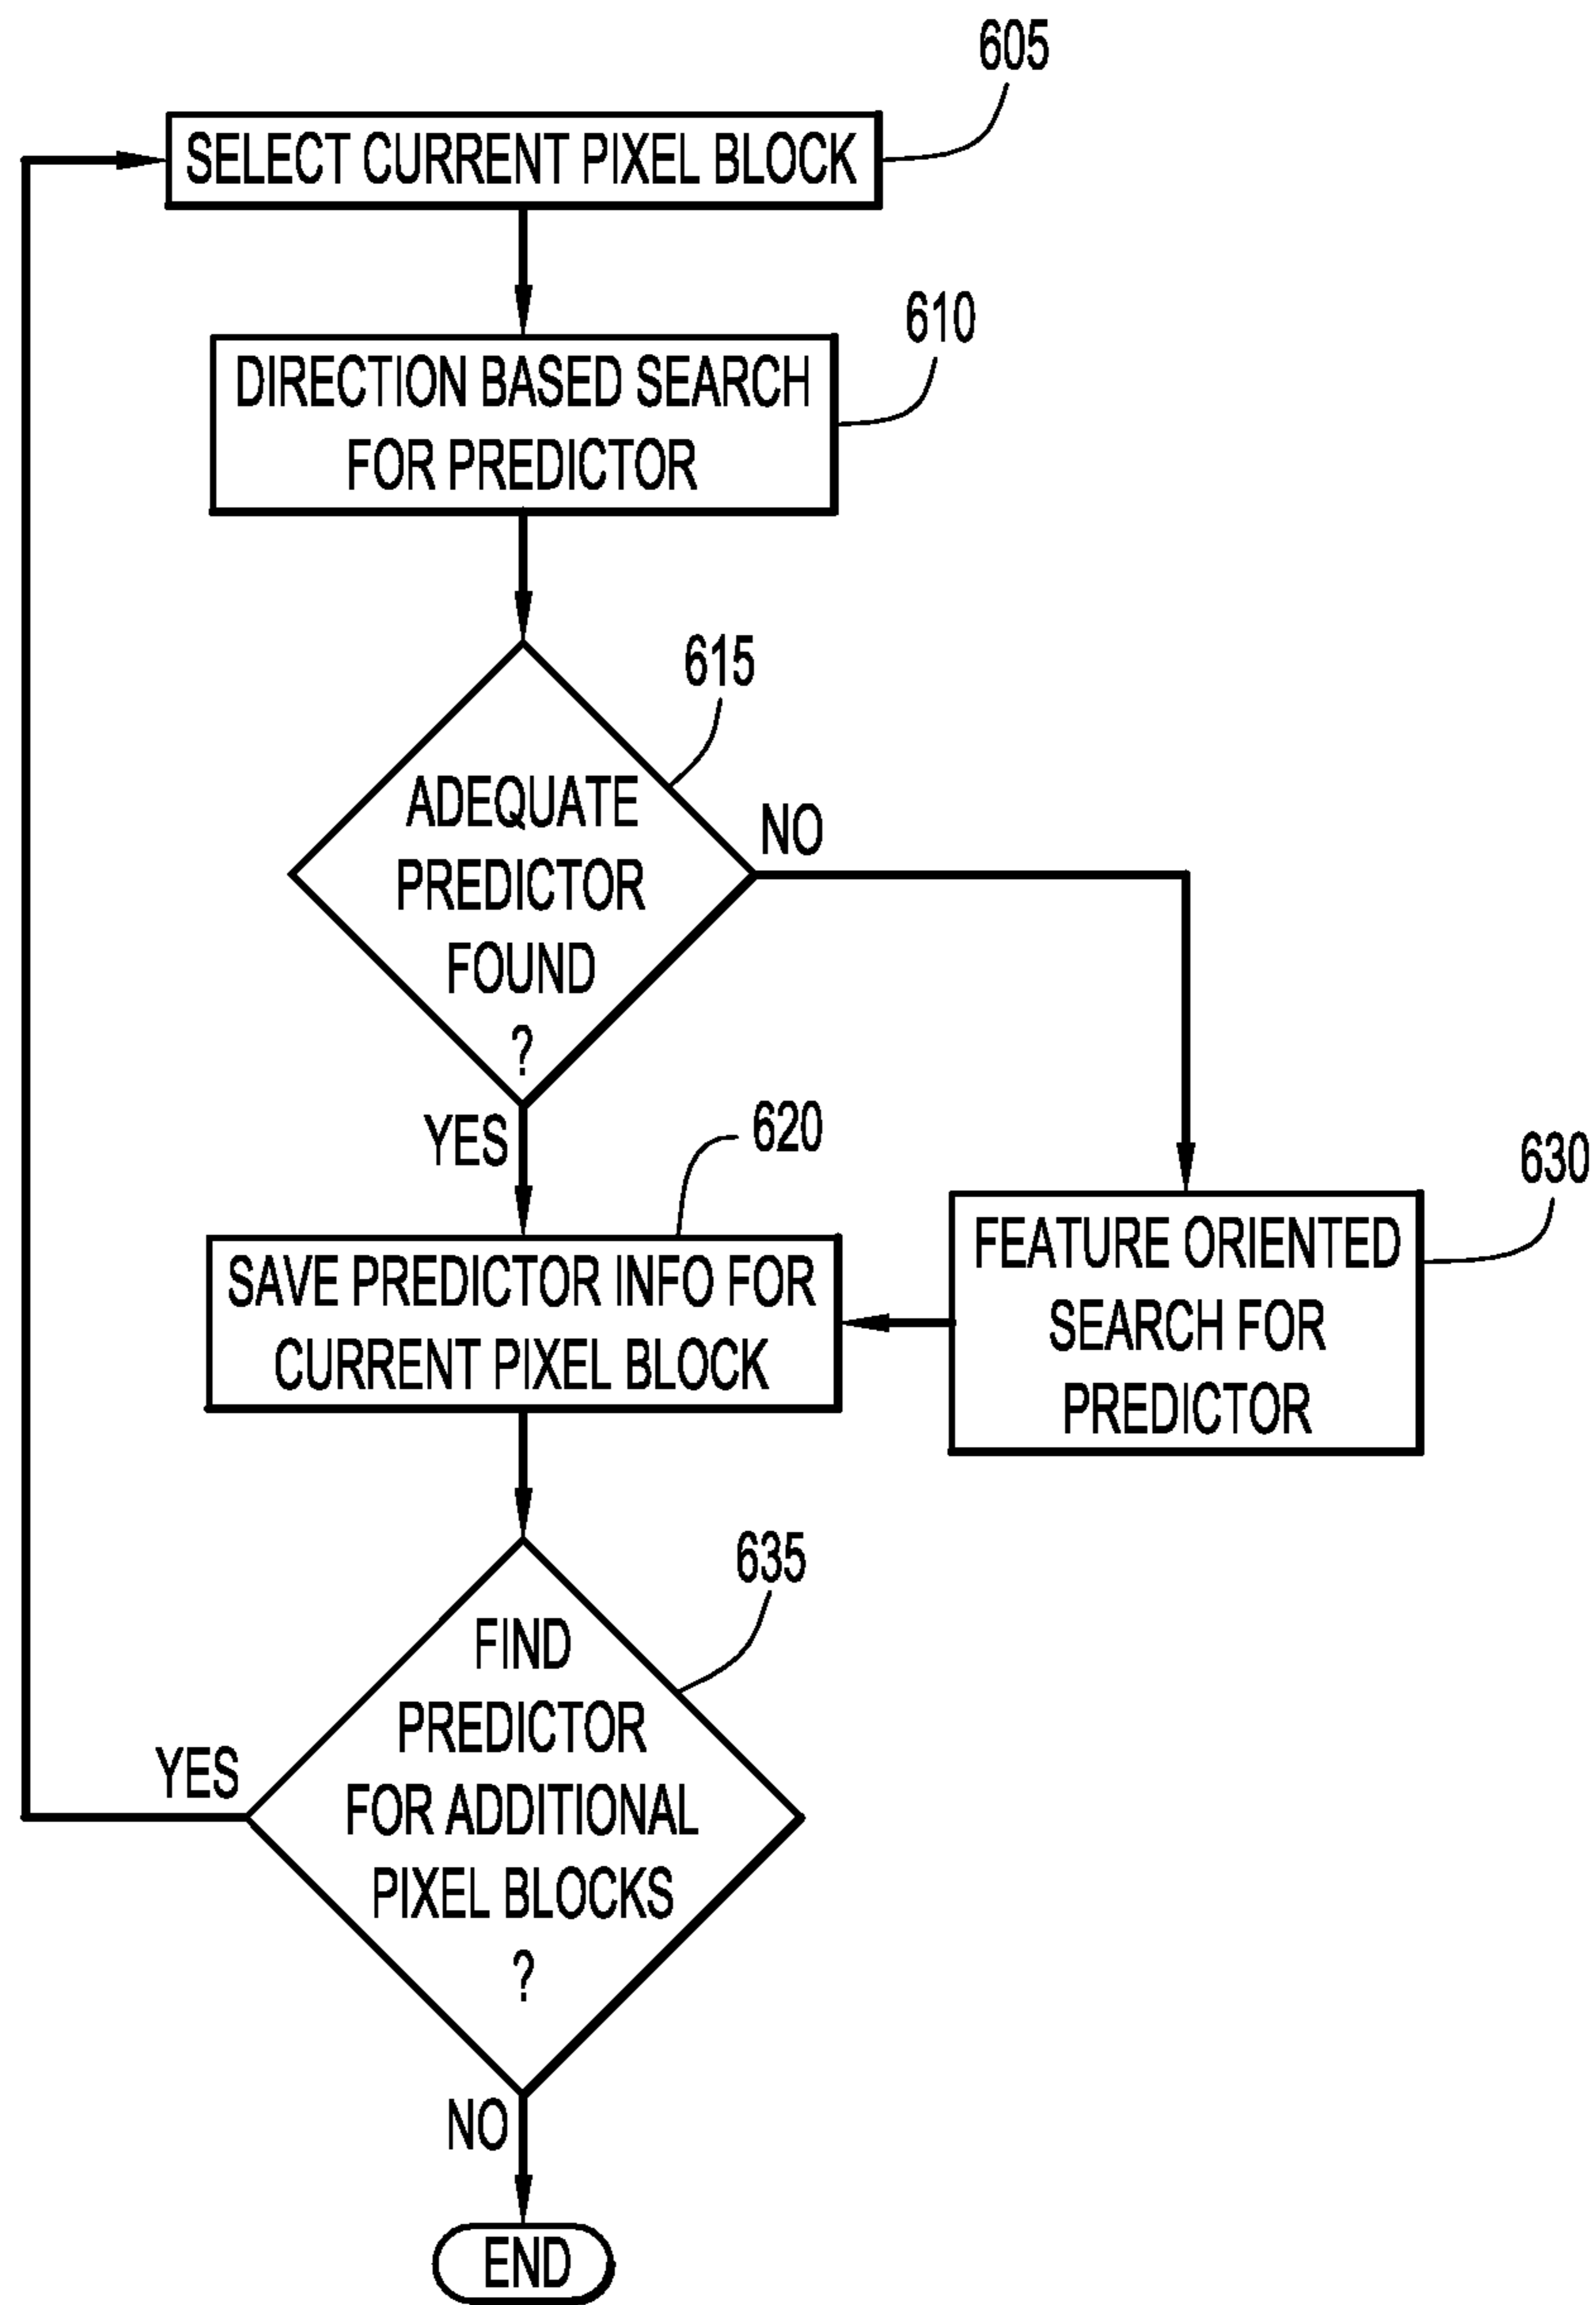 605
SELECT CURRENT PIXEL BLOCK
610
DIRECTION BASED SEARCH
FOR PREDICTOR
615
ADEQUATE
PREDICTOR
FOUND
?
NO
YES
620
630
SAVE PREDICTOR INFO FOR
CURRENT PIXEL BLOCK
FEATURE ORIENTED
SEARCH FOR
PREDICTOR
635
FIND
PREDICTOR
FOR ADDITIONAL
PIXEL BLOCKS
?
YES
NO
END